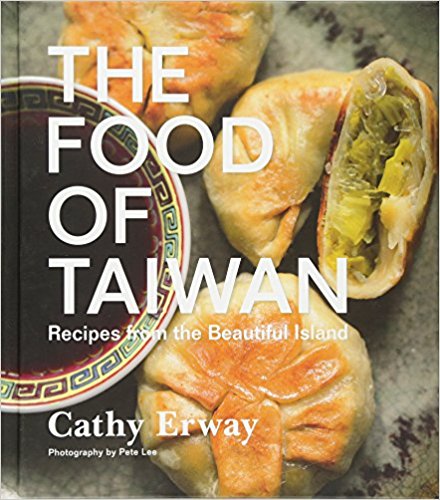 THE
FOOD
OF
TAIWAN
Recipes from the Beautiful Island
Cathy Erway
Photography by Pete Lee